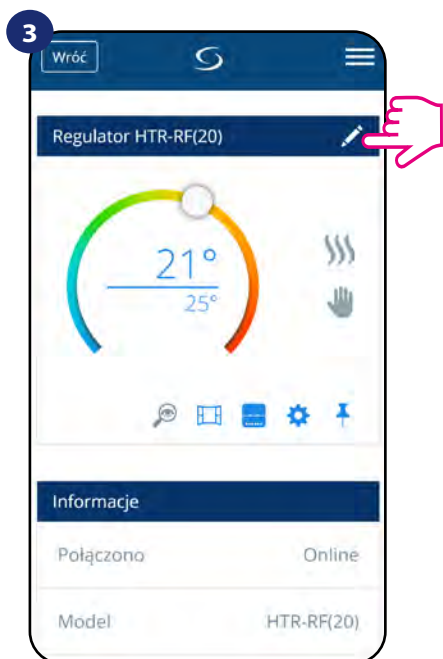 3
Wróć
Regulator HTR-RF(20)
21°
25°
Informacje
Połączono Online
Model HTR-RF(20)